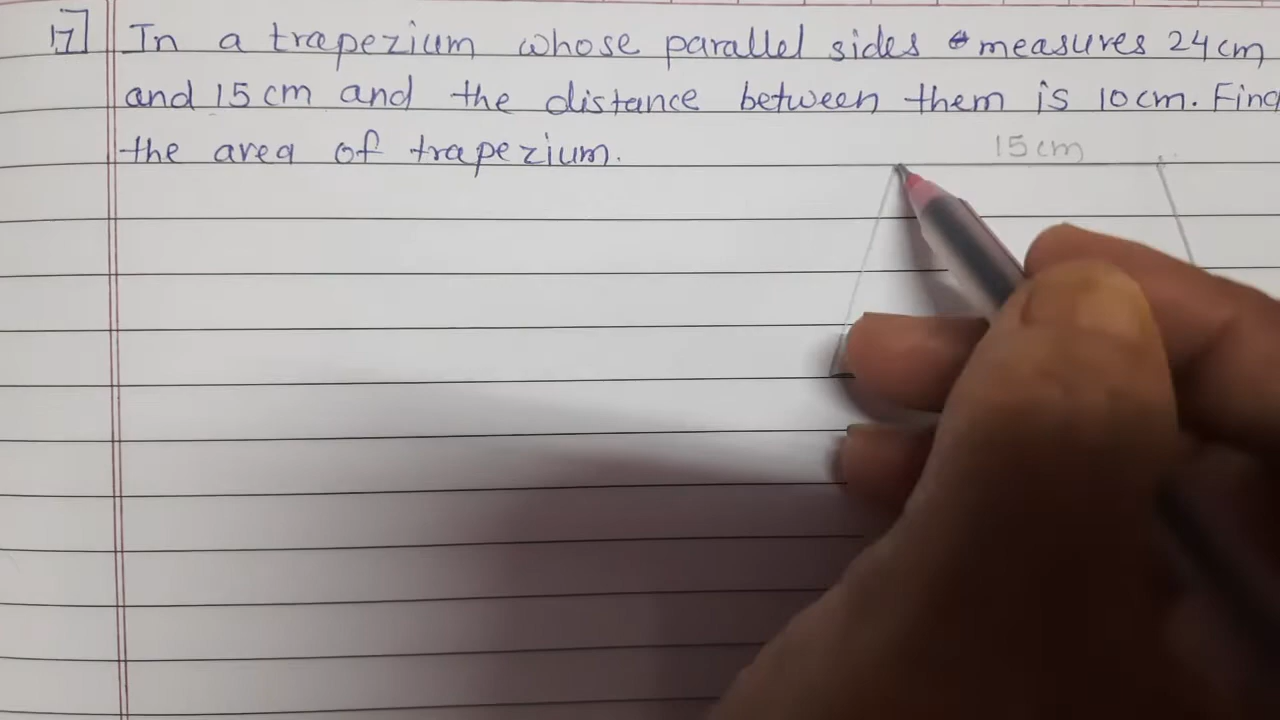 17] In a trapezium whose parallel sides measures 24 cm
and 15 cm and the distance between them is 10 cm. Find
the area of trapezium.
15 cm